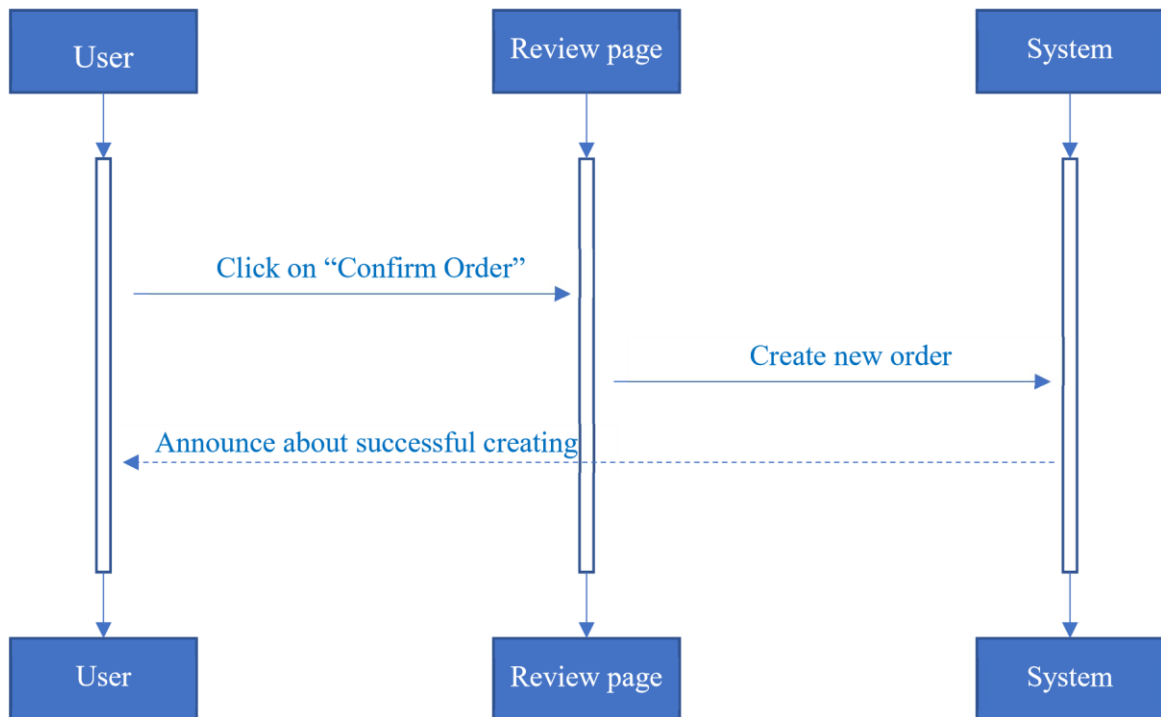 User
Review page
System
Click on “Confirm Order”
Create new order
Announce about successful creating
User
Review page
System